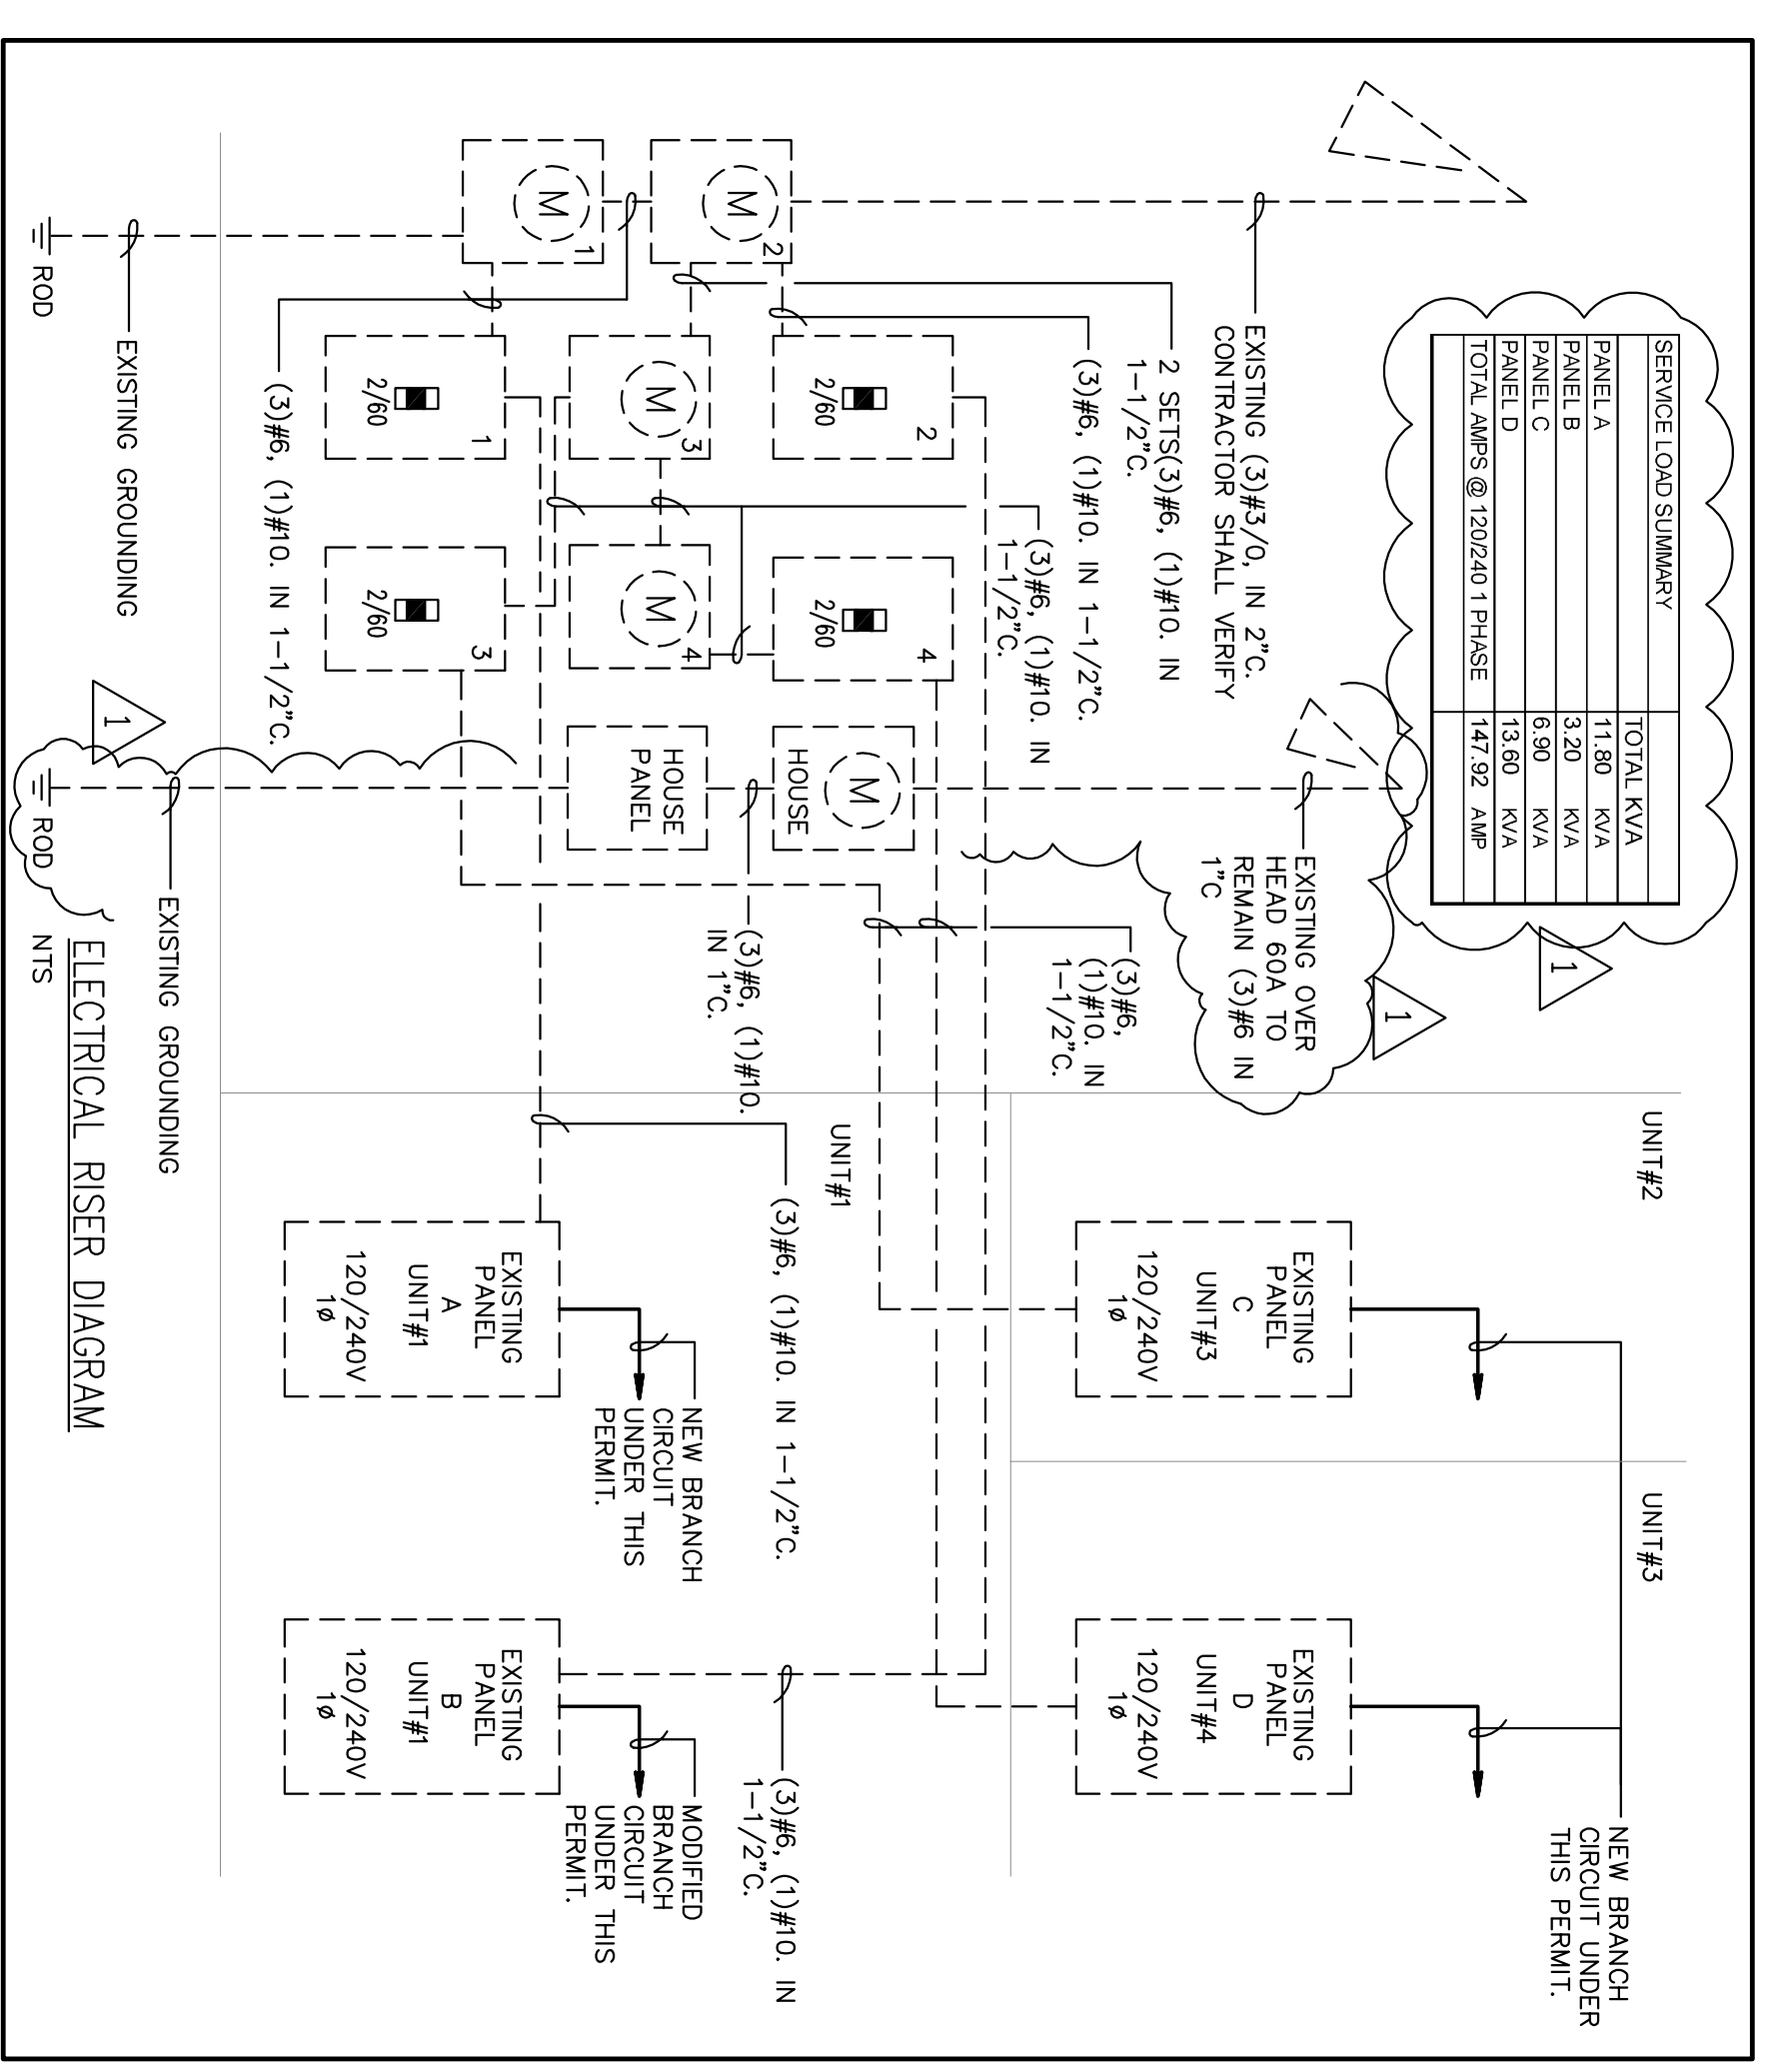 SERVICE LOAD SUMMARY
TOTAL KVA
PANEL A 11.80 KVA
PANEL B 3.20 KVA
PANEL C 6.90 KVA
PANEL D 13.60 KVA
TOTAL AMPS @ 120/240 1 PHASE 147.92 AMP
1
1
EXISTING (3)#3/0, IN 2"C.
CONTRACTOR SHALL VERIFY
2 SETS(3)#6, (1)#10. IN
1-1/2"C.
(3)#6, (1)#10. IN 1-1/2"C.
(3)#6, (1)#10. IN
1-1/2"C.
EXISTING OVER
HEAD 60A TO
REMAIN (3)#6 IN
1"C
(3)#6,
(1)#10. IN
1-1/2"C.
UNIT#2
UNIT#3
NEW BRANCH
CIRCUIT UNDER
THIS PERMIT.
EXISTING
PANEL
C
UNIT#3
120/240V
1ø
EXISTING
PANEL
D
UNIT#4
120/240V
1ø
M
2
2
2/60
4
2/60
M
HOUSE
M
1
M
3
M
4
HOUSE
PANEL
(3)#6, (1)#10.
IN 1"C.
1
2/60
3
2/60
UNIT#1
(3)#6, (1)#10. IN 1-1/2"C.
(3)#6, (1)#10. IN
1-1/2"C.
NEW BRANCH
CIRCUIT
UNDER THIS
PERMIT.
MODIFIED
BRANCH
CIRCUIT
UNDER THIS
PERMIT.
EXISTING
PANEL
A
UNIT#1
120/240V
1ø
EXISTING
PANEL
B
UNIT#1
120/240V
1ø
(3)#6, (1)#10. IN 1-1/2"C.
EXISTING GROUNDING
1
EXISTING GROUNDING
ROD
ROD
ELECTRICAL RISER DIAGRAM
NTS